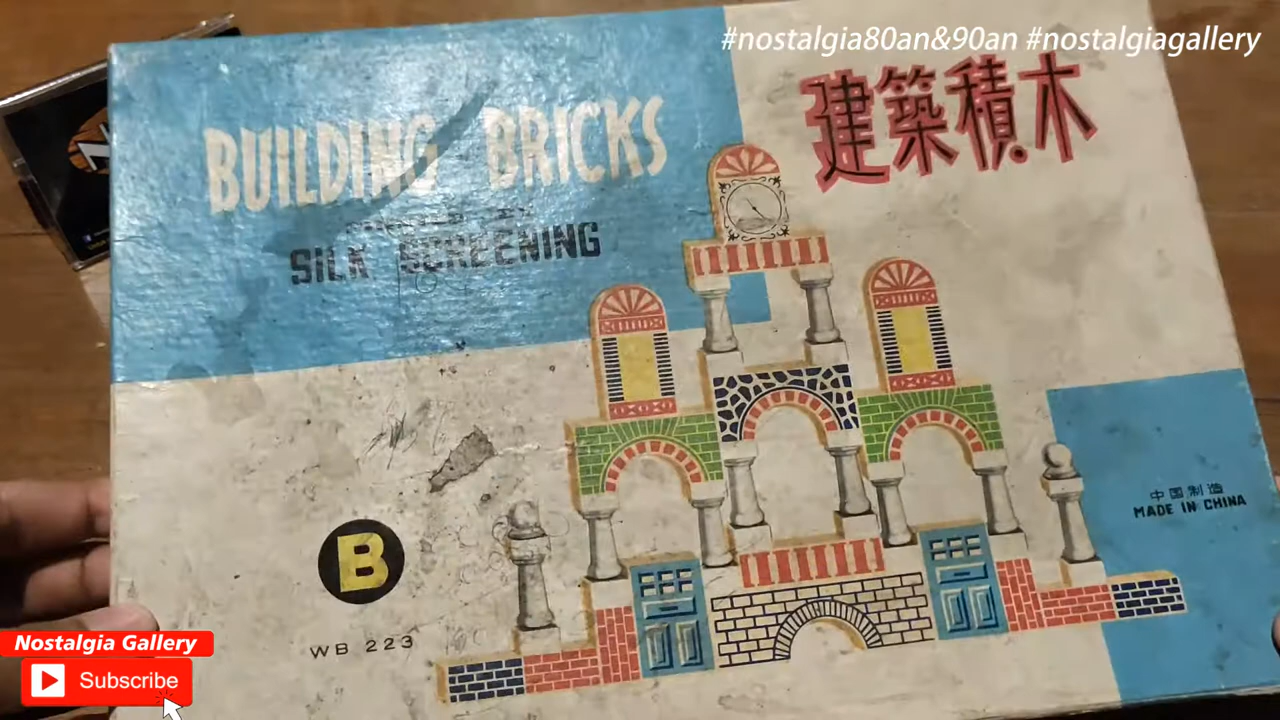 #nostalgia80an&90an #nostalgiagallery
BUILDING BRICKS
建築積木
SILK SCREENING
中国制造
MADE IN CHINA
B
WB 223
Nostalgia Gallery
Subscribe